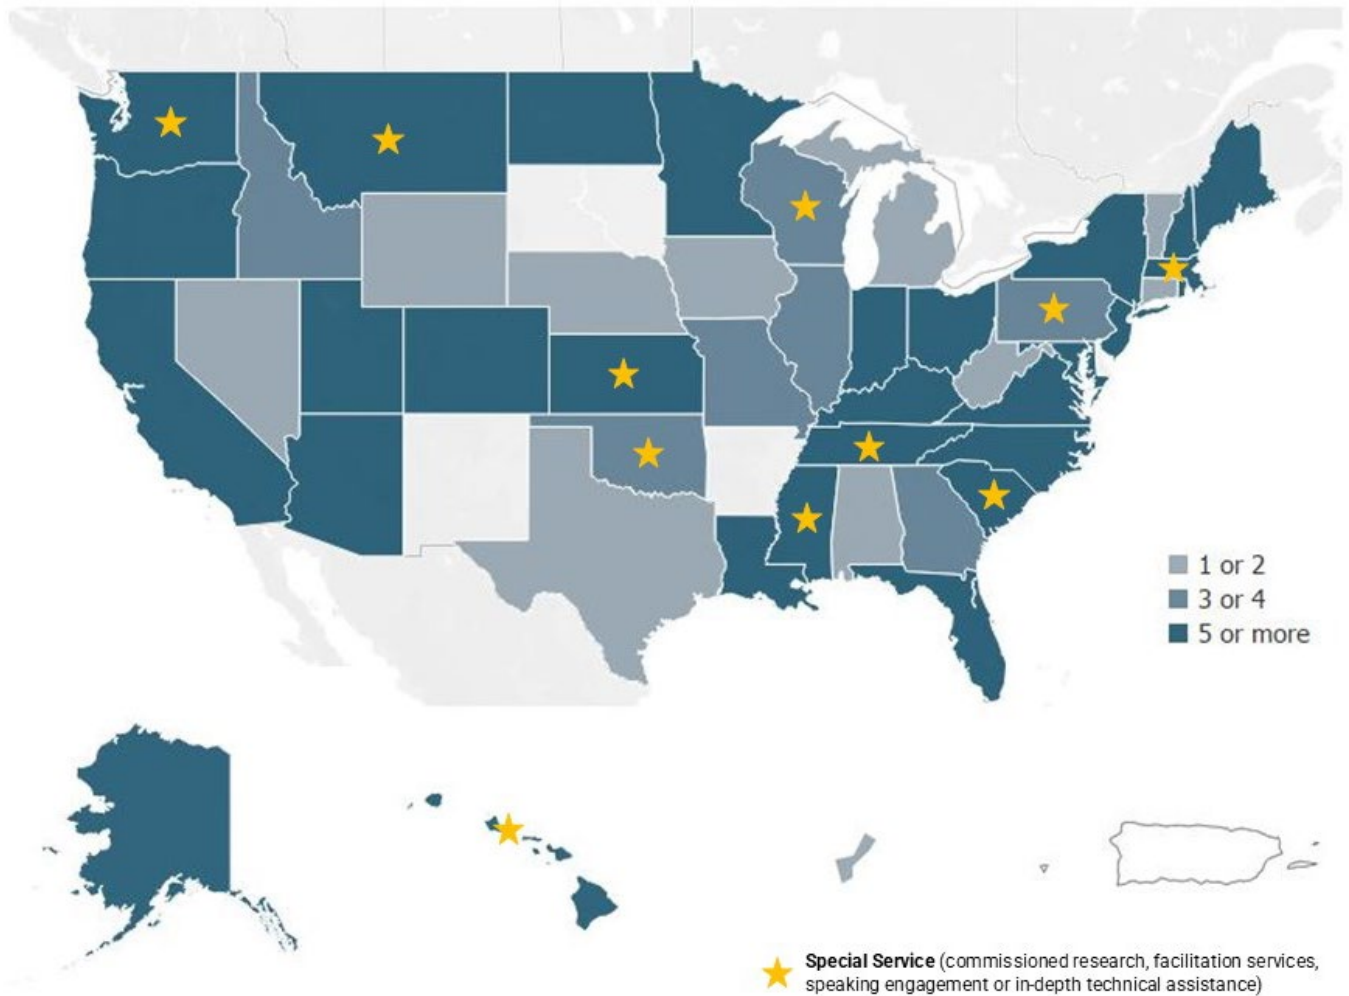 1 or 2
3 or 4
5 or more
Special Service (commissioned research, facilitation services,
speaking engagement or in-depth technical assistance)